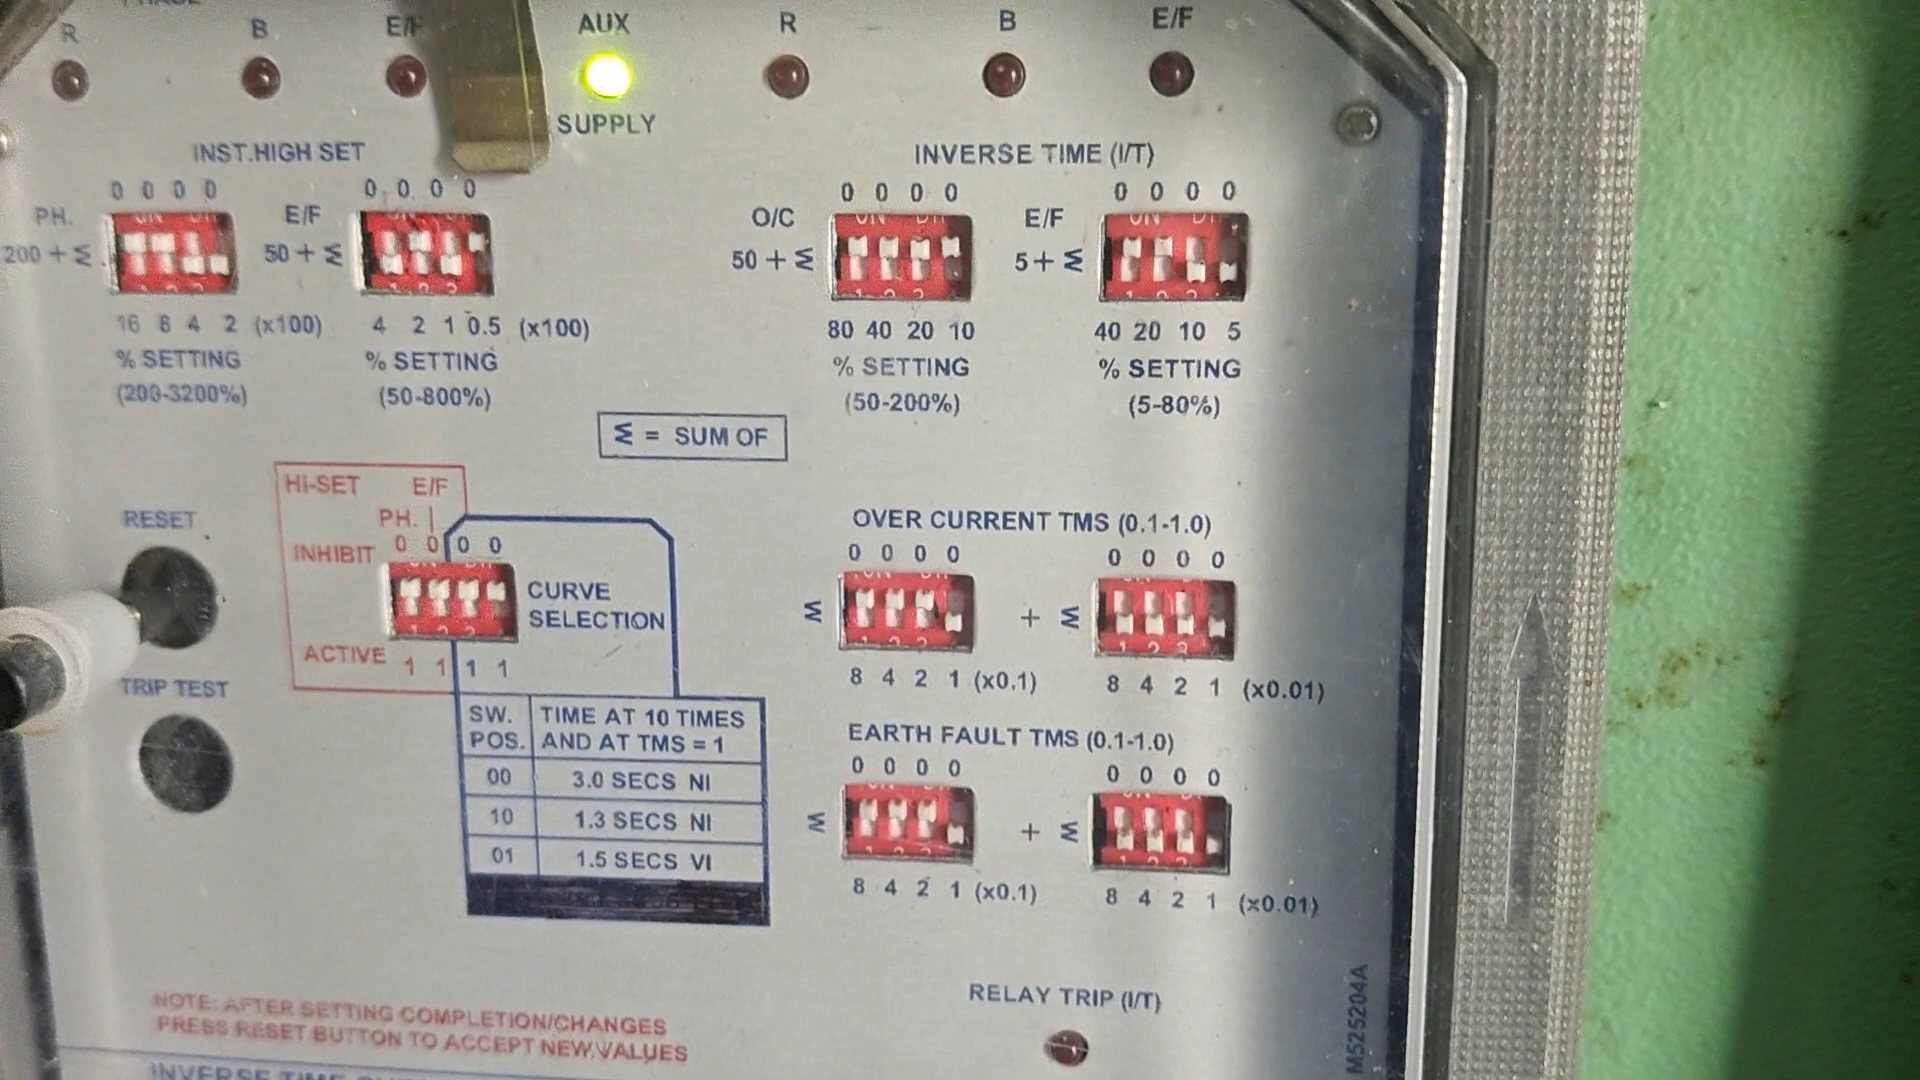 R B E/F AUX R B E/F
SUPPLY
INST.HIGH SET
INVERSE TIME (I/T)
0 0 0 0
0 0 0 0
0 0 0 0
0 0 0 0
PH.
200 + Σ
E/F
50 + Σ
O/C
50 + Σ
E/F
5 + Σ
16 8 4 2 (x100)
4 2 1 0.5 (x100)
80 40 20 10
40 20 10 5
% SETTING
% SETTING
% SETTING
% SETTING
(200-3200%)
(50-800%)
(50-200%)
(5-80%)
Σ = SUM OF
HI-SET E/F
PH.
RESET
INHIBIT 0 0 0 0
CURVE
SELECTION
ACTIVE 1 1 1 1
TRIP TEST
SW.
POS.
TIME AT 10 TIMES
AND AT TMS = 1
00 3.0 SECS NI
10 1.3 SECS NI
01 1.5 SECS VI
OVER CURRENT TMS (0.1-1.0)
0 0 0 0
0 0 0 0
Σ + Σ
8 4 2 1 (x0.1)
8 4 2 1 (x0.01)
EARTH FAULT TMS (0.1-1.0)
0 0 0 0
0 0 0 0
Σ + Σ
8 4 2 1 (x0.1)
8 4 2 1 (x0.01)
RELAY TRIP (I/T)
M525204A
NOTE: AFTER SETTING COMPLETION/CHANGES
PRESS RESET BUTTON TO ACCEPT NEW VALUES
INVERSE TIME